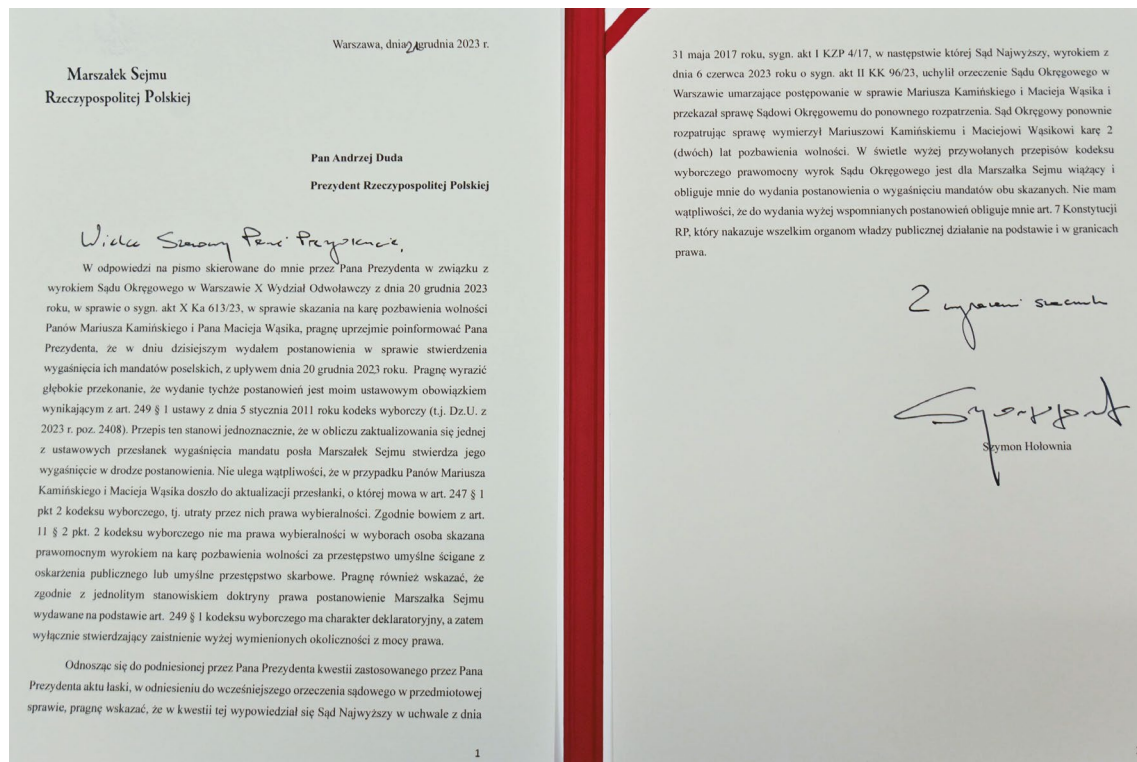 Warszawa, dnia 21 grudnia 2023 r.
Marszałek Sejmu
Rzeczypospolitej Polskiej
Pan Andrzej Duda
Prezydent Rzeczypospolitej Polskiej
Wielce Szanowny Panie Prezydencie,
W odpowiedzi na pismo skierowane do mnie przez Pana Prezydenta w związku z
wyrokiem Sądu Okręgowego w Warszawie X Wydział Odwoławczy z dnia 20 grudnia 2023
roku, w sprawie o sygn. akt X Ka 613/23, w sprawie skazania na karę pozbawienia wolności
Panów Mariusza Kamińskiego i Pana Macieja Wąsika, pragnę uprzejmie poinformować Pana
Prezydenta, że w dniu dzisiejszym wydałem postanowienia w sprawie stwierdzenia
wygaśnięcia ich mandatów poselskich, z upływem dnia 20 grudnia 2023 roku. Pragnę wyrazić
głębokie przekonanie, że wydanie tychże postanowień jest moim ustawowym obowiązkiem
wynikającym z art. 249 § 1 ustawy z dnia 5 stycznia 2011 roku kodeks wyborczy (t.j. Dz.U. z
2023 r. poz. 2408). Przepis ten stanowi jednoznacznie, że w obliczu zaktualizowania się jednej
z ustawowych przesłanek wygaśnięcia mandatu posła Marszałek Sejmu stwierdza jego
wygaśnięcie w drodze postanowienia. Nie ulega wątpliwości, że w przypadku Panów Mariusza
Kamińskiego i Macieja Wąsika doszło do aktualizacji przesłanki, o której mowa w art. 247 § 1
pkt 2 kodeksu wyborczego, tj. utraty przez nich prawa wybieralności. Zgodnie bowiem z art.
11 § 2 pkt. 2 kodeksu wyborczego nie ma prawa wybieralności w wyborach osoba skazana
prawomocnym wyrokiem na karę pozbawienia wolności za przestępstwo umyślne ścigane z
oskarżenia publicznego lub umyślne przestępstwo skarbowe. Pragnę również wskazać, że
zgodnie z jednolitym stanowiskiem doktryny prawa postanowienie Marszałka Sejmu
wydawane na podstawie art. 249 § 1 kodeksu wyborczego ma charakter deklaratoryjny, a zatem
wyłącznie stwierdzający zaistnienie wyżej wymienionych okoliczności z mocy prawa.
Odnosząc się do podniesionej przez Pana Prezydenta kwestii zastosowanego przez Pana
Prezydenta aktu łaski, w odniesieniu do wcześniejszego orzeczenia sądowego w przedmiotowej
sprawie, pragnę wskazać, że w kwestii tej wypowiedział się Sąd Najwyższy w uchwale z dnia
1
31 maja 2017 roku, sygn. akt I KZP 4/17, w następstwie której Sąd Najwyższy, wyrokiem z
dnia 6 czerwca 2023 roku o sygn. akt II KK 96/23, uchylił orzeczenie Sądu Okręgowego w
Warszawie umarzające postępowanie w sprawie Mariusza Kamińskiego i Macieja Wąsika i
przekazał sprawę Sądowi Okręgowemu do ponownego rozpatrzenia. Sąd Okręgowy ponownie
rozpatrując sprawę wymierzył Mariuszowi Kamińskiemu i Maciejowi Wąsikowi karę 2
(dwóch) lat pozbawienia wolności. W świetle wyżej przywołanych przepisów kodeksu
wyborczego prawomocny wyrok Sądu Okręgowego jest dla Marszałka Sejmu wiążący i
obliguje mnie do wydania postanowienia o wygaśnięciu mandatów obu skazanych. Nie mam
wątpliwości, że do wydania wyżej wspomnianych postanowień obliguje mnie art. 7 Konstytucji
RP, który nakazuje wszelkim organom władzy publicznej działanie na podstawie i w granicach
prawa.
Z wyrazami szacunku
Szymon Hołownia